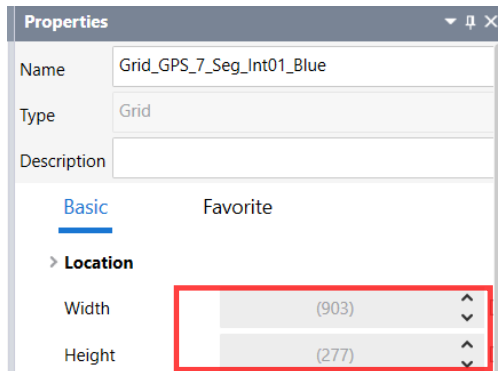 Properties
Name Grid_GPS_7_Seg_Int01_Blue
Type Grid
Description
Basic Favorite
Location
Width (903)
Height (277)